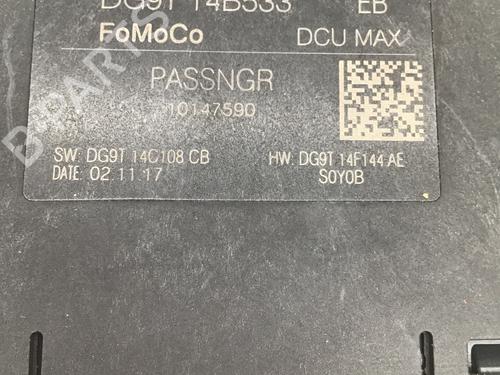 DG9T 14B533 EB
FoMoCo DCU MAX
PASSNGR
10147590
SW: DG9T 14C108 CB HW: DG9T 14F144 AE
DATE: 02.11.17 S0Y0B
B PARTS